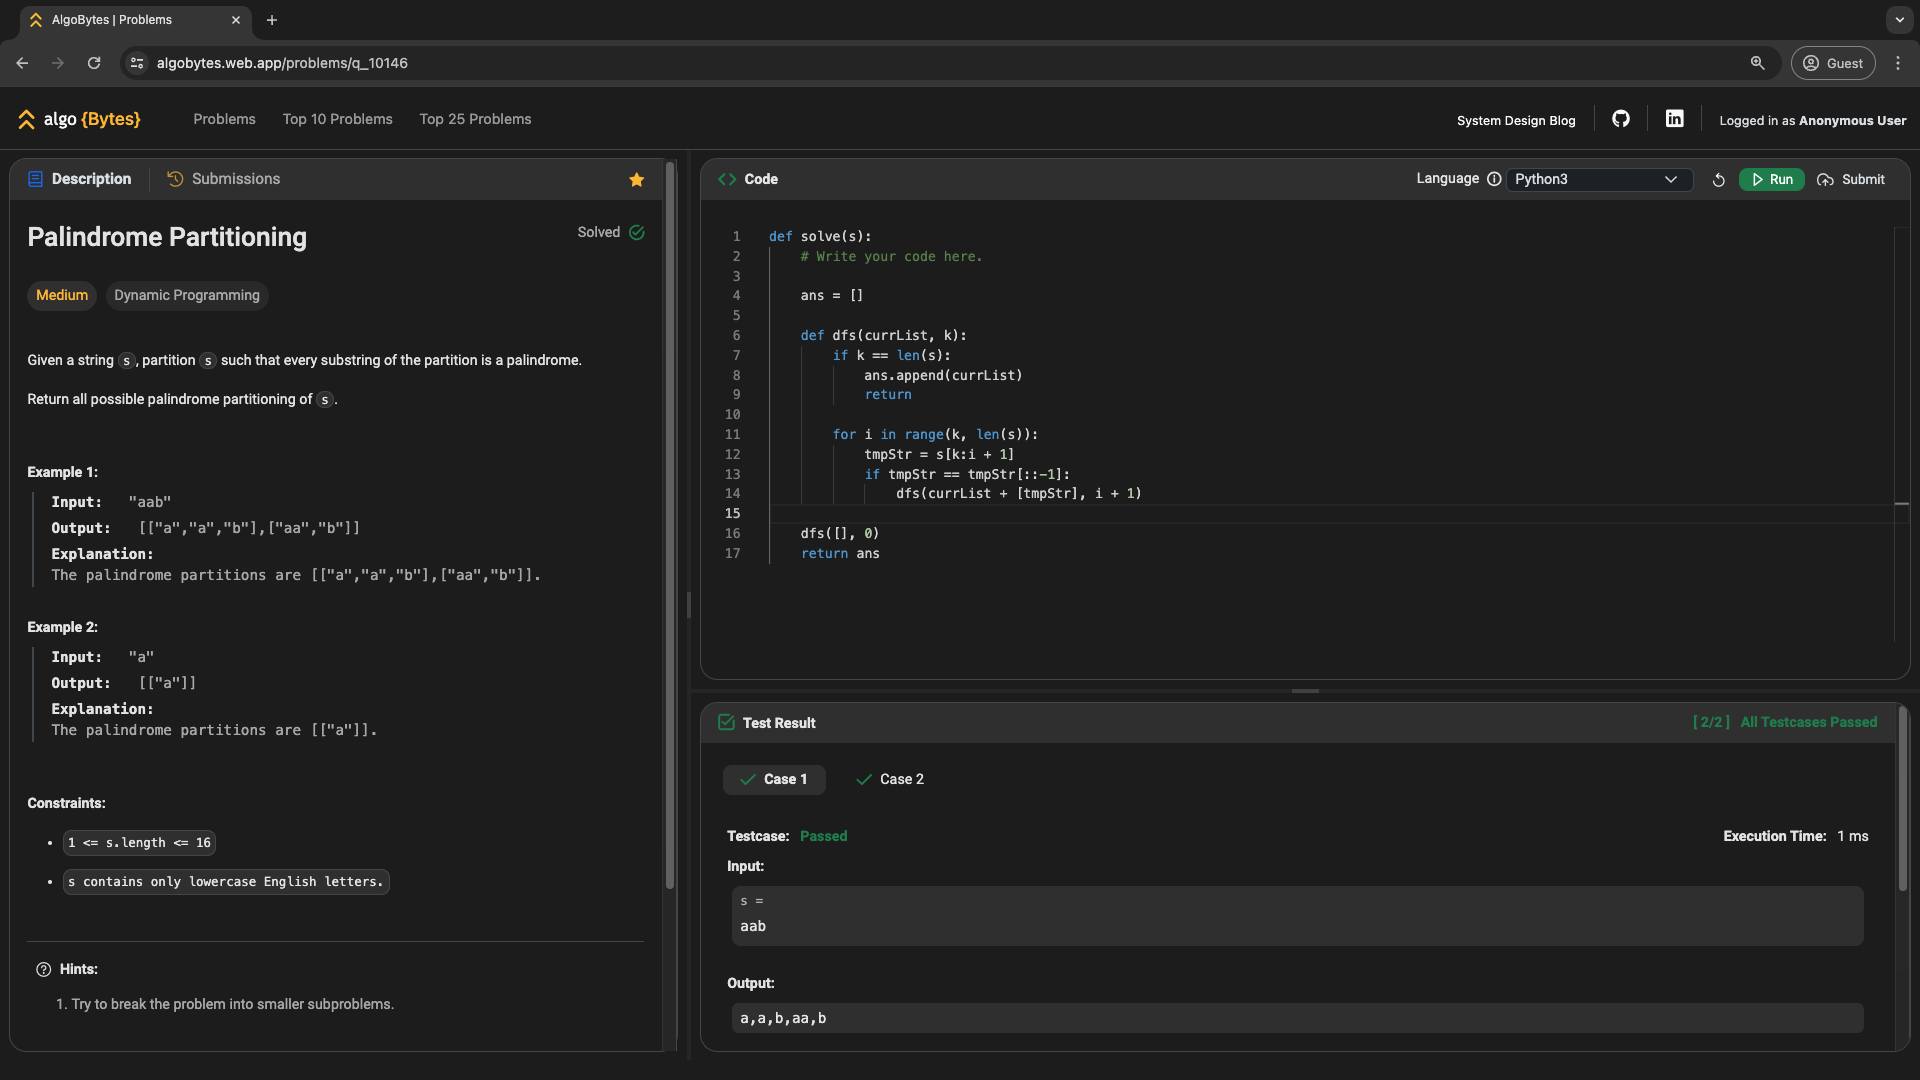 AlgoBytes | Problems
algobytes.web.app/problems/q_10146
Guest
algo {Bytes}
Problems
Top 10 Problems
Top 25 Problems
System Design Blog
Logged in as Anonymous User
Description
Submissions
Palindrome Partitioning
Solved
Medium
Dynamic Programming
Given a string s, partition s such that every substring of the partition is a palindrome.
Return all possible palindrome partitioning of s.
Example 1:
Input: "aab"
Output: [["a","a","b"],["aa","b"]]
Explanation:
The palindrome partitions are [["a","a","b"],["aa","b"]].
Example 2:
Input: "a"
Output: [["a"]]
Explanation:
The palindrome partitions are [["a"]].
Constraints:
• 1 <= s.length <= 16
• s contains only lowercase English letters.
Hints:
1. Try to break the problem into smaller subproblems.
Code
Language
Python3
Run
Submit
1 def solve(s):
2 # Write your code here.
3
4 ans = []
5
6 def dfs(currList, k):
7 if k == len(s):
8 ans.append(currList)
9 return
10
11 for i in range(k, len(s)):
12 tmpStr = s[k:i + 1]
13 if tmpStr == tmpStr[::-1]:
14 dfs(currList + [tmpStr], i + 1)
15
16 dfs([], 0)
17 return ans
Test Result
[ 2/2 ] All Testcases Passed
Case 1
Case 2
Testcase: Passed
Execution Time: 1 ms
Input:
s =
aab
Output:
a,a,b,aa,b